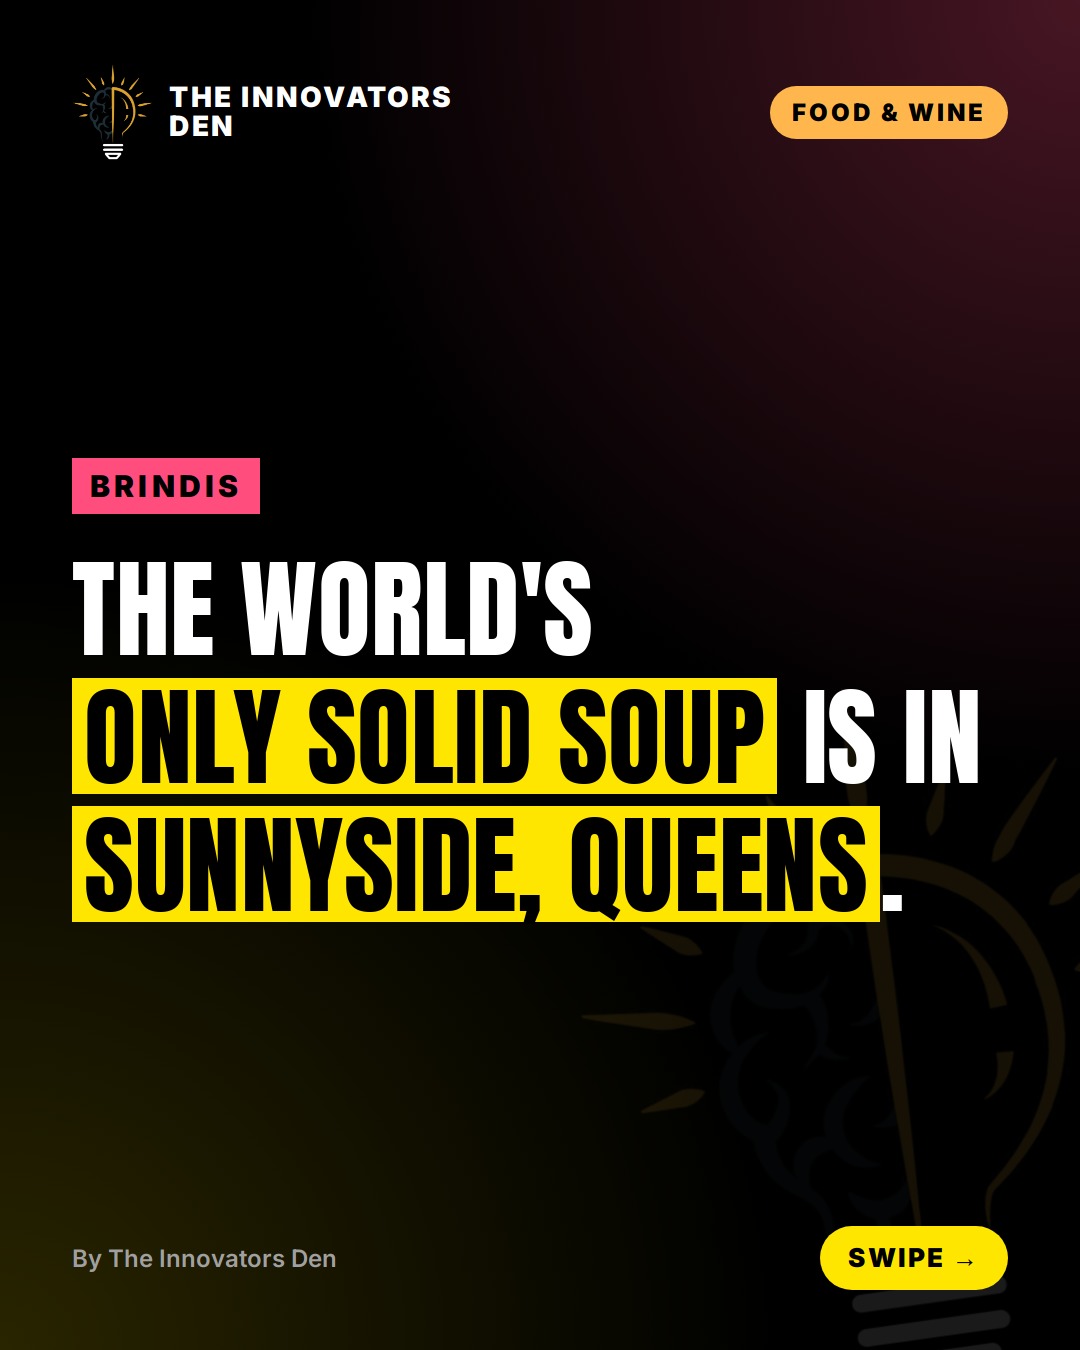 THE INNOVATORS
DEN
FOOD & WINE
BRINDIS
THE WORLD'S
ONLY SOLID SOUP IS IN
SUNNYSIDE, QUEENS.
By The Innovators Den
SWIPE →